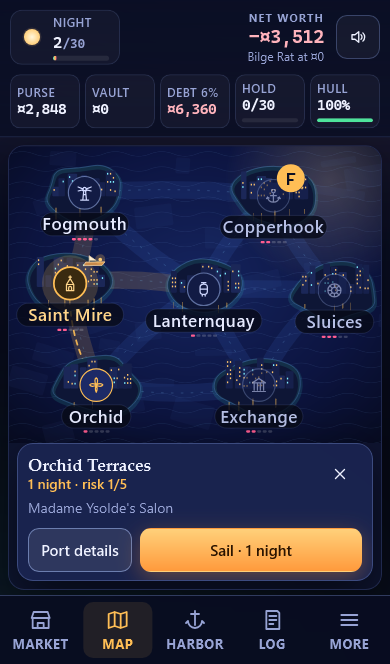 NIGHT
2/30
NET WORTH
−¤3,512
Bilge Rat at ¤0
PURSE
¤2,848
VAULT
¤0
DEBT 6%
¤6,360
HOLD
0/30
HULL
100%
F
Fogmouth
Copperhook
Saint Mire
Lanternquay
Sluices
Orchid
Exchange
Orchid Terraces
1 night · risk 1/5
Madame Ysolde's Salon
Port details
Sail · 1 night
MARKET
MAP
HARBOR
LOG
MORE